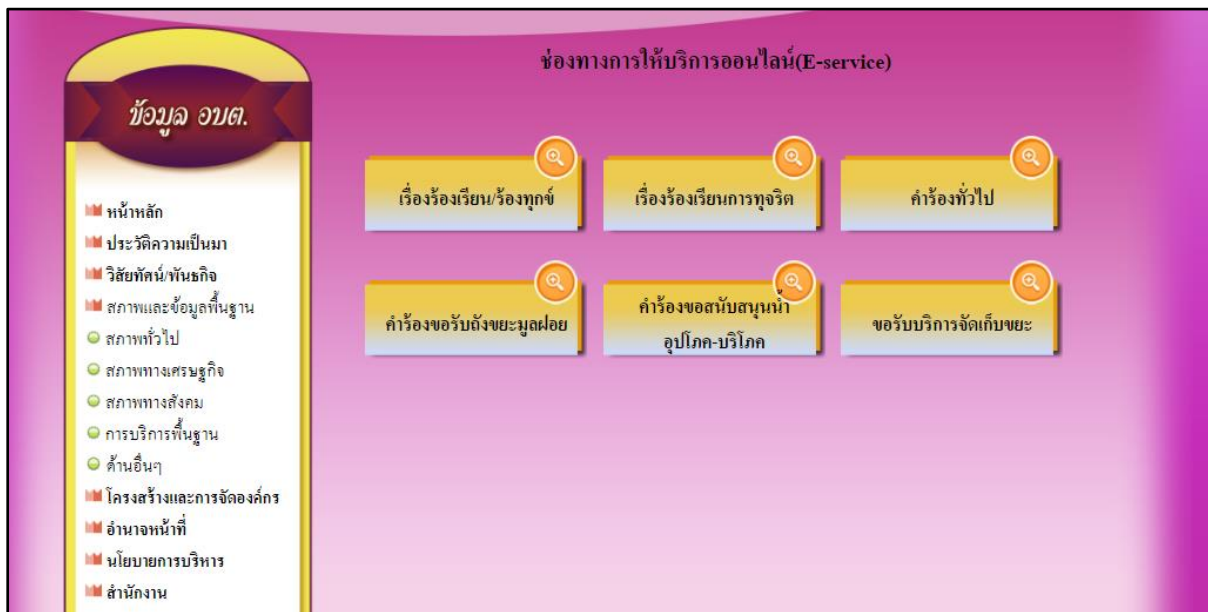 ช่องทางการให้บริการออนไลน์(E-service)
ข้อมูล อบต.
หน้าหลัก
ประวัติความเป็นมา
วิสัยทัศน์/พันธกิจ
สภาพและข้อมูลพื้นฐาน
สภาพทั่วไป
สภาพทางเศรษฐกิจ
สภาพทางสังคม
การบริการพื้นฐาน
ด้านอื่นๆ
โครงสร้างและการจัดองค์กร
อำนาจหน้าที่
นโยบายการบริหาร
สำนักงาน
เรื่องร้องเรียน/ร้องทุกข์
เรื่องร้องเรียนการทุจริต
คำร้องทั่วไป
คำร้องขอรับถังขยะมูลฝอย
คำร้องขอสนับสนุนน้ำ
อุปโภค-บริโภค
ขอรับบริการจัดเก็บขยะ